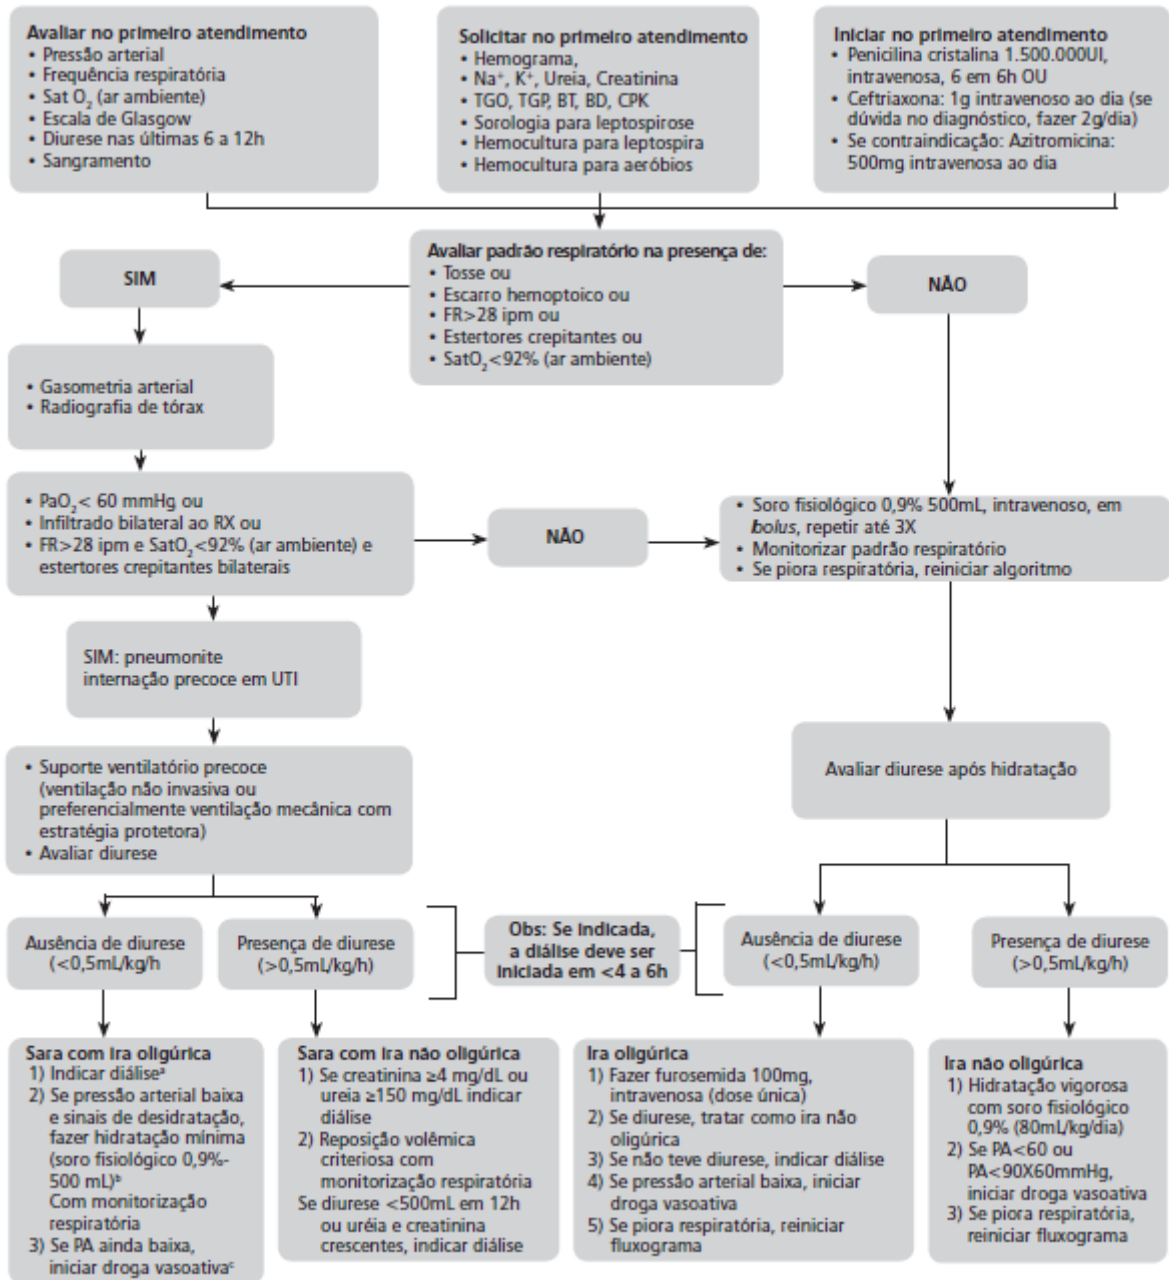 Avaliar no primeiro atendimento
• Pressão arterial
• Frequência respiratória
• Sat O₂ (ar ambiente)
• Escala de Glasgow
• Diurese nas últimas 6 a 12h
• Sangramento
Solicitar no primeiro atendimento
• Hemograma,
• Na⁺, K⁺, Ureia, Creatinina
• TGO, TGP, BT, BD, CPK
• Sorologia para leptospirose
• Hemocultura para leptospira
• Hemocultura para aeróbios
Iniciar no primeiro atendimento
• Penicilina cristalina 1.500.000UI,
intravenosa, 6 em 6h OU
• Ceftriaxona: 1g intravenoso ao dia (se
dúvida no diagnóstico, fazer 2g/dia)
• Se contraindicação: Azitromicina:
500mg intravenosa ao dia
SIM
Avaliar padrão respiratório na presença de:
• Tosse ou
• Escarro hemoptoico ou
• FR>28 ipm ou
• Estertores crepitantes ou
• SatO₂<92% (ar ambiente)
NÃO
• Gasometria arterial
• Radiografia de tórax
• PaO₂< 60 mmHg ou
• Infiltrado bilateral ao RX ou
• FR>28 ipm e SatO₂<92% (ar ambiente) e
estertores crepitantes bilaterais
NÃO
• Soro fisiológico 0,9% 500mL, intravenoso, em
bolus, repetir até 3X
• Monitorizar padrão respiratório
• Se piora respiratória, reiniciar algoritmo
SIM: pneumonite
internação precoce em UTI
• Suporte ventilatório precoce
(ventilação não invasiva ou
preferencialmente ventilação mecânica com
estratégia protetora)
• Avaliar diurese
Avaliar diurese após hidratação
Ausência de diurese
(<0,5mL/kg/h
Presença de diurese
(>0,5mL/kg/h)
Obs: Se indicada,
a diálise deve ser
iniciada em <4 a 6h
Ausência de diurese
(<0,5mL/kg/h)
Presença de diurese
(>0,5mL/kg/h)
Sara com ira oligúrica
1) Indicar diáliseᵃ
2) Se pressão arterial baixa
e sinais de desidratação,
fazer hidratação mínima
(soro fisiológico 0,9%-
500 mL)ᵇ
Com monitorização
respiratória
3) Se PA ainda baixa,
iniciar droga vasoativaᶜ
Sara com ira não oligúrica
1) Se creatinina ≥4 mg/dL ou
ureia ≥150 mg/dL indicar
diálise
2) Reposição volêmica
criteriosa com
monitorização respiratória
Se diurese <500mL em 12h
ou uréia e creatinina
crescentes, indicar diálise
Ira oligúrica
1) Fazer furosemida 100mg,
intravenosa (dose única)
2) Se diurese, tratar como ira não
oligúrica
3) Se não teve diurese, indicar diálise
4) Se pressão arterial baixa, iniciar
droga vasoativa
5) Se piora respiratória, reiniciar
fluxograma
Ira não oligúrica
1) Hidratação vigorosa
com soro fisiológico
0,9% (80mL/kg/dia)
2) Se PA<60 ou
PA<90X60mmHg,
iniciar droga vasoativa
3) Se piora respiratória,
reiniciar fluxograma